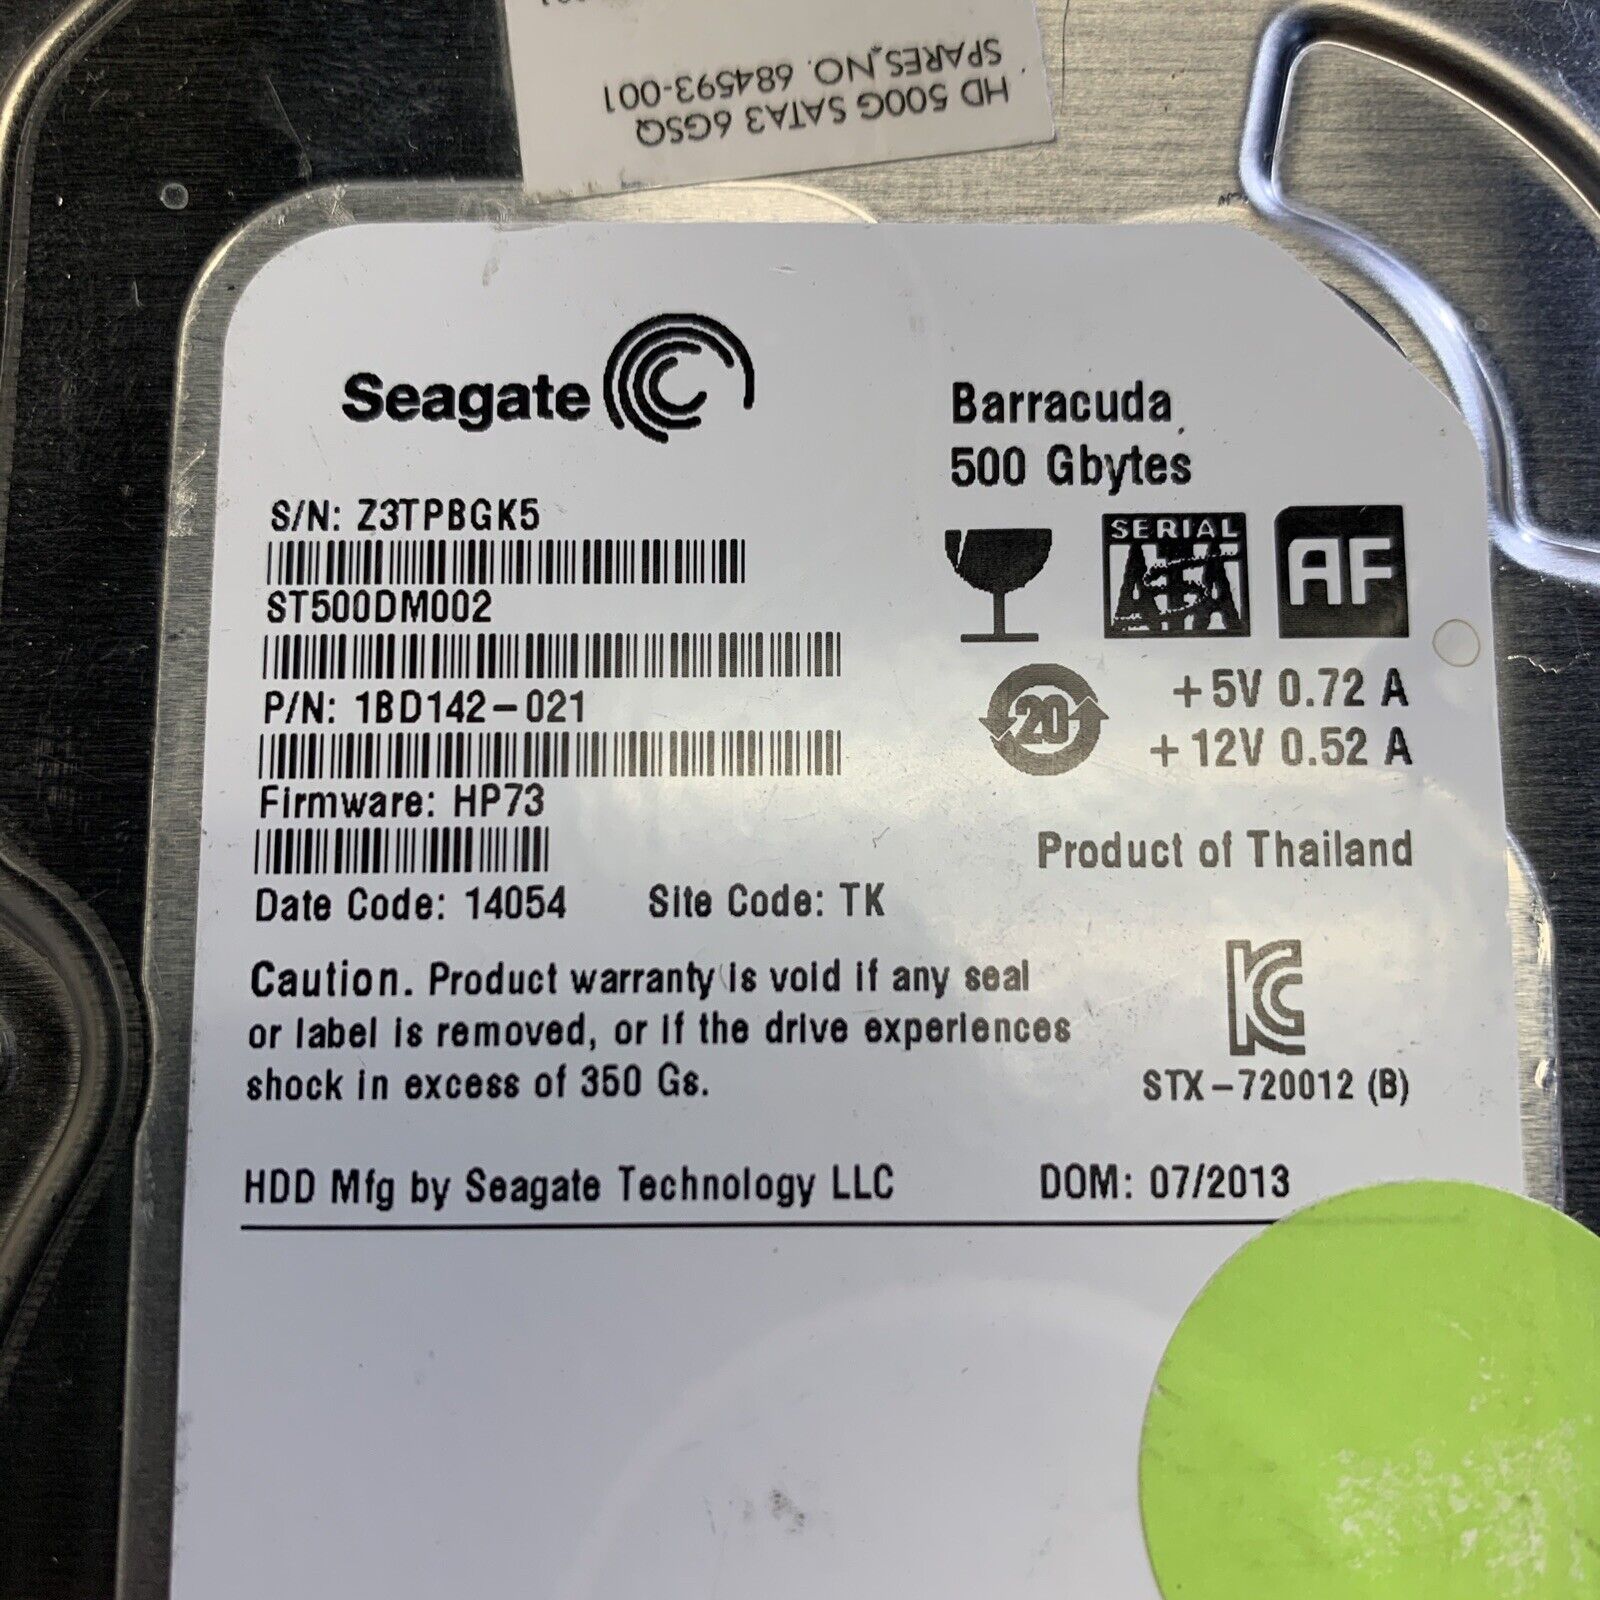 HD 500G SATA3 6GSQ
SPARES NO. 684593-001
Seagate
Barracuda
500 Gbytes
S/N: Z3TPBGK5
SERIAL
ATA
AF
ST500DM002
P/N: 1BD142-021
20
+5V 0.72 A
+12V 0.52 A
Firmware: HP73
Product of Thailand
Date Code: 14054 Site Code: TK
Caution. Product warranty is void if any seal
or label is removed, or if the drive experiences
shock in excess of 350 Gs.
STX-720012 (B)
HDD Mfg by Seagate Technology LLC DOM: 07/2013